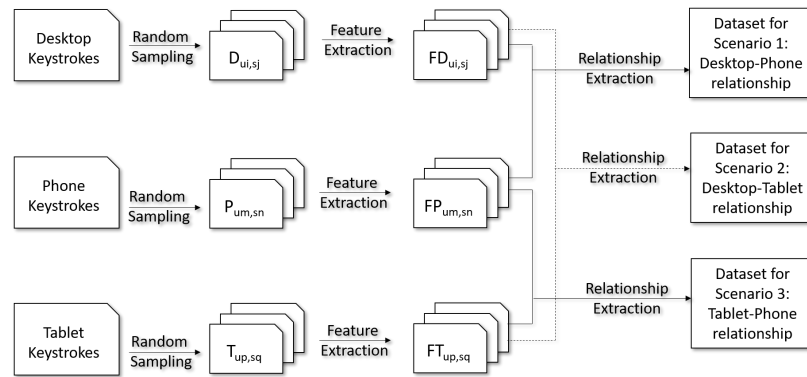 Desktop
Keystrokes
Random
Sampling
D_ui,sj
Feature
Extraction
FD_ui,sj
Relationship
Extraction
Dataset for
Scenario 1:
Desktop-Phone
relationship
Phone
Keystrokes
Random
Sampling
P_um,sn
Feature
Extraction
FP_um,sn
Relationship
Extraction
Dataset for
Scenario 2:
Desktop-Tablet
relationship
Tablet
Keystrokes
Random
Sampling
T_up,sq
Feature
Extraction
FT_up,sq
Relationship
Extraction
Dataset for
Scenario 3:
Tablet-Phone
relationship